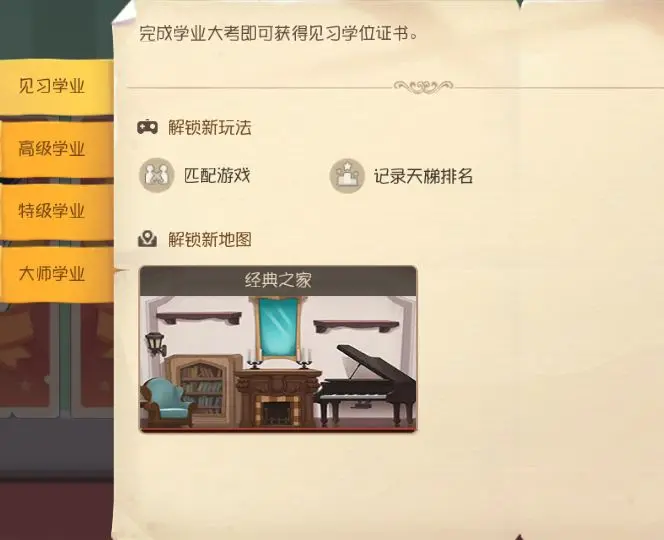 完成学业大考即可获得见习学位证书。
见习学业
高级学业
特级学业
大师学业
解锁新玩法
匹配游戏
记录天梯排名
解锁新地图
经典之家